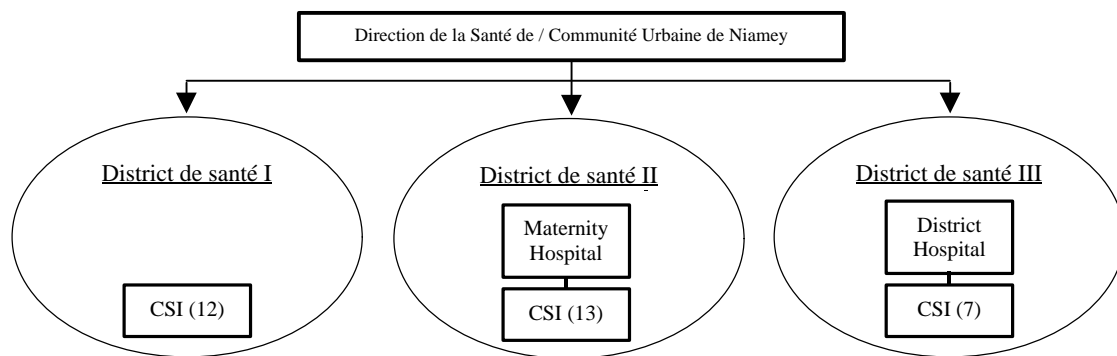 Direction de la Santé de / Communité Urbaine de Niamey
District de santé I
CSI (12)
District de santé II
Maternity
Hospital
CSI (13)
District de santé III
District
Hospital
CSI (7)